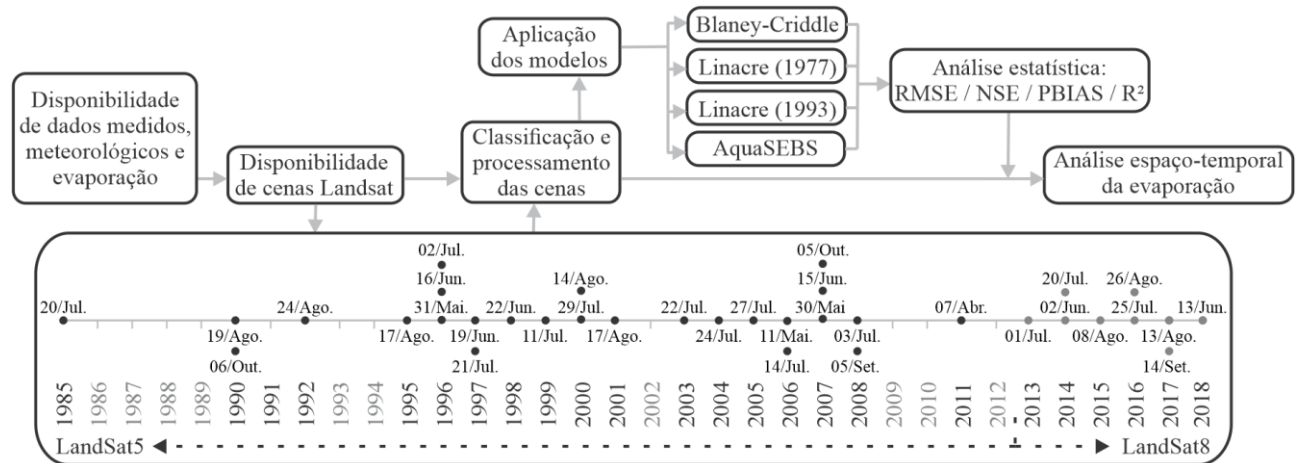 Disponibilidade
de dados medidos,
meteorológicos e
evaporação
Disponibilidade
de cenas Landsat
Aplicação
dos modelos
Classificação e
processamento
das cenas
Blaney-Criddle
Linacre (1977)
Linacre (1993)
AquaSEBS
Análise estatística:
RMSE / NSE / PBIAS / R²
Análise espaço-temporal
da evaporação
02/Jul. 05/Out.
16/Jun. 14/Ago. 15/Jun. 20/Jul. 26/Ago.
20/Jul. 24/Ago. 31/Mai. 22/Jun. 29/Jul. 22/Jul. 27/Jul. 30/Mai 07/Abr. 02/Jun. 25/Jul. 13/Jun.
19/Ago. 17/Ago. 19/Jun. 11/Jul. 17/Ago. 24/Jul. 11/Mai. 03/Jul. 01/Jul. 08/Ago. 13/Ago.
06/Out. 21/Jul. 14/Jul. 05/Set. 14/Set.
1985 1986 1987 1988 1989 1990 1991 1992 1993 1994 1995 1996 1997 1998 1999 2000 2001 2002 2003 2004 2005 2006 2007 2008 2009 2010 2011 2012 2013 2014 2015 2016 2017 2018
LandSat5 LandSat8